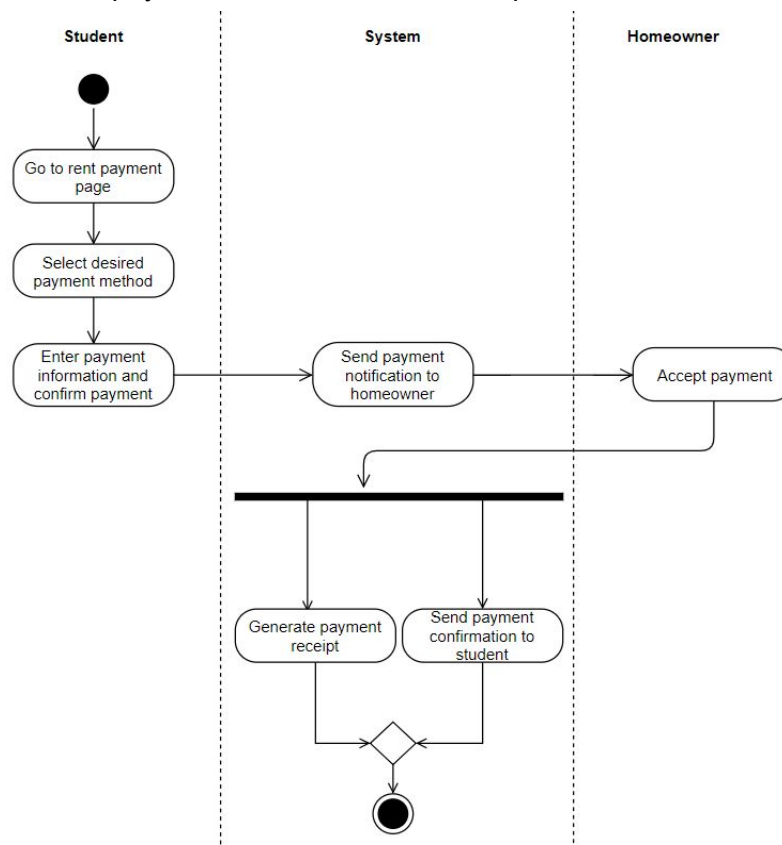 Student
System
Homeowner
Go to rent payment
page
Select desired
payment method
Enter payment
information and
confirm payment
Send payment
notification to
homeowner
Accept payment
Generate payment
receipt
Send payment
confirmation to
student